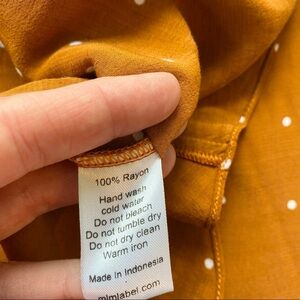 100% Rayon
Hand wash
cold water
Do not bleach
Do not tumble dry
Do not dry clean
Warm iron
Made in Indonesia
mimlabel.com